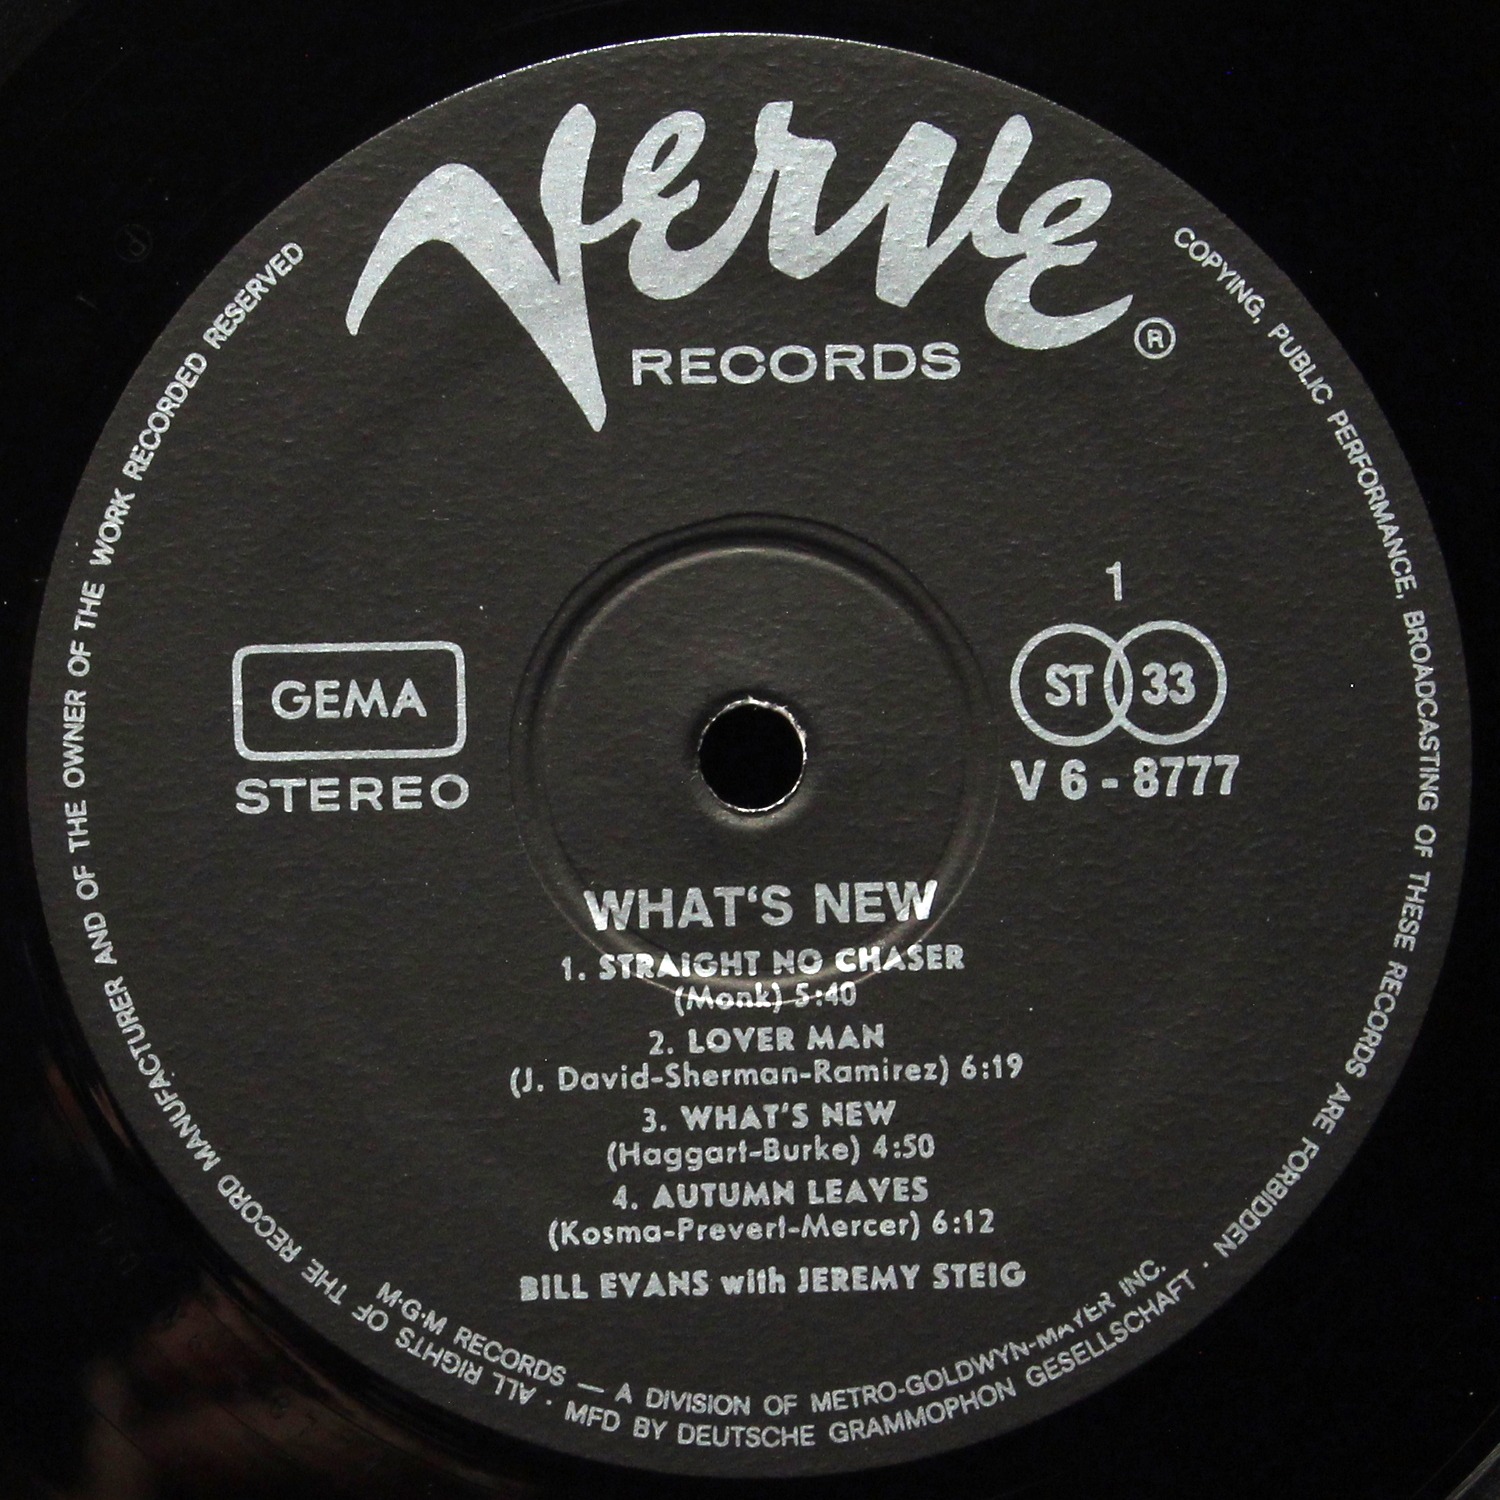 Verve
RECORDS ®
1
GEMA
STEREO
ST 33
V 6 - 8777
WHAT'S NEW
1. STRAIGHT NO CHASER
(Monk) 5:40
2. LOVER MAN
(J. David-Sherman-Ramirez) 6:19
3. WHAT'S NEW
(Haggart-Burke) 4:50
4. AUTUMN LEAVES
(Kosma-Prevert-Mercer) 6:12
BILL EVANS with JEREMY STEIG
M·G·M RECORDS — A DIVISION OF METRO-GOLDWYN-MAYER INC.
· ALL RIGHTS OF THE RECORD MANUFACTURER AND OF THE OWNER OF THE WORK RECORDED RESERVED
COPYING, PUBLIC PERFORMANCE, BROADCASTING OF THESE RECORDS ARE FORBIDDEN ·
MFD BY DEUTSCHE GRAMMOPHON GESELLSCHAFT